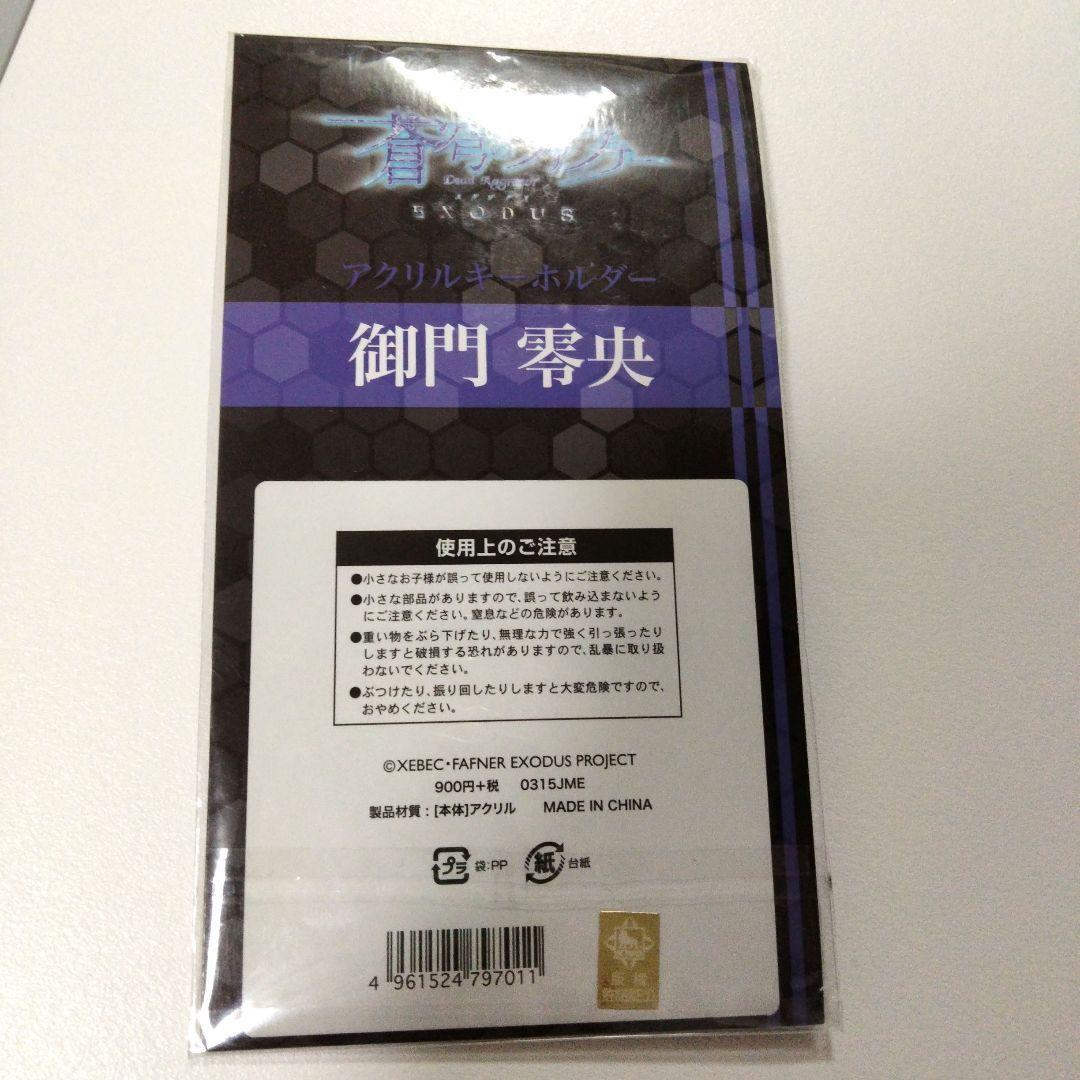 蒼穹のファフナー
Dead Aggressor
エグゾダス
EXODUS
アクリルキーホルダー
御門 零央
使用上のご注意
●小さなお子様が誤って使用しないようにご注意ください。
●小さな部品がありますので、誤って飲み込まないよう
にご注意ください。窒息などの危険があります。
●重い物をぶら下げたり、無理な力で強く引っ張ったり
しますと破損する恐れがありますので、乱暴に取り扱
わないでください。
●ぶつけたり、振り回したりしますと大変危険ですので、
おやめください。
©XEBEC・FAFNER EXODUS PROJECT
900円+税 0315JME
製品材質：[本体]アクリル MADE IN CHINA
プラ 袋:PP 紙 台紙
4 961524 797011